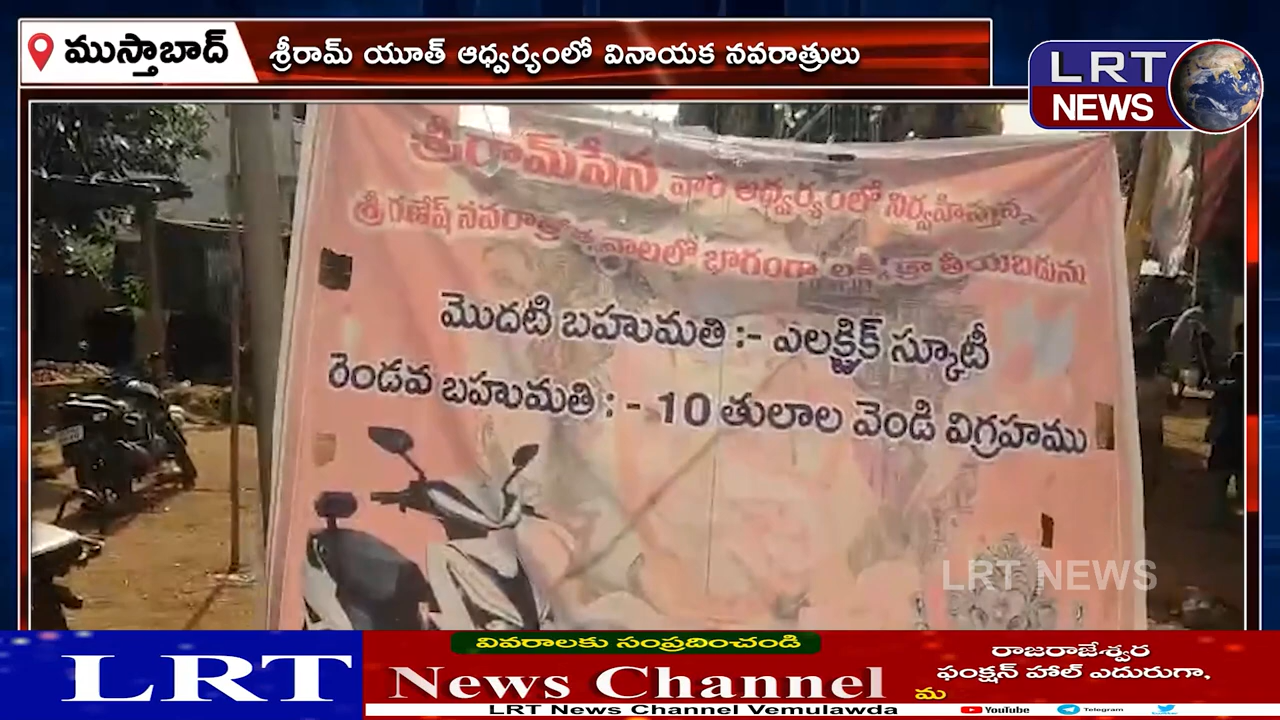 ముస్తాబాద్
శ్రీరామ్ యూత్ ఆధ్వర్యంలో వినాయక నవరాత్రులు
LRT
NEWS
శ్రీరామ్‌సేన వారి ఆధ్వర్యంలో నిర్వహిస్తున్న
శ్రీ గణేష్ భాగంగా తీయబడును
మొదటి బహుమతి :- ఎలక్ట్రిక్ స్కూటీ
రెండవ బహుమతి : - 10 తులాల వెండి విగ్రహము
LRT NEWS
LRT
వివరాలకు సంప్రదించండి
News Channel
LRT News Channel Vemulawda
రాజరాజేశ్వర
ఫంక్షన్ హాల్ ఎదురుగా,
మ
YouTube
Telegram